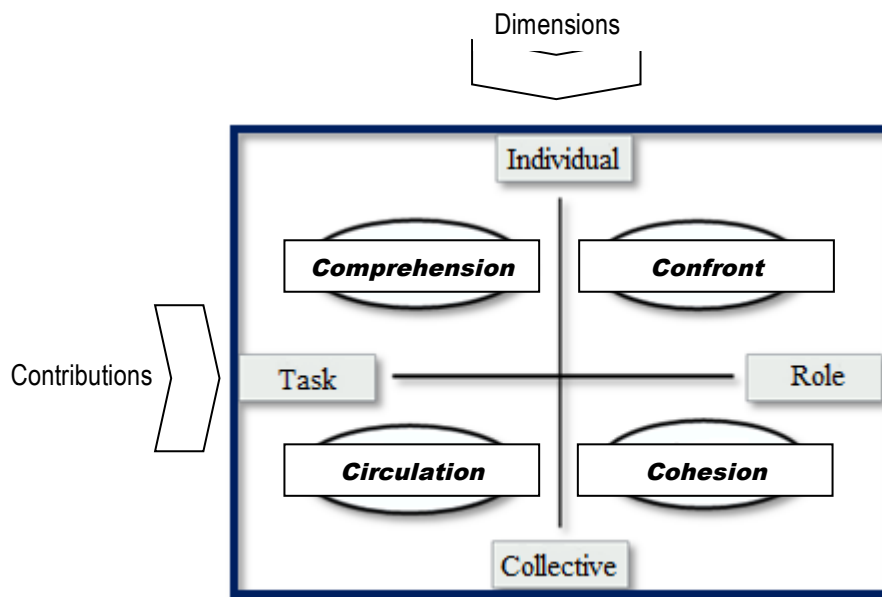 Dimensions
Individual
Comprehension
Confront
Contributions
Task
Role
Circulation
Cohesion
Collective